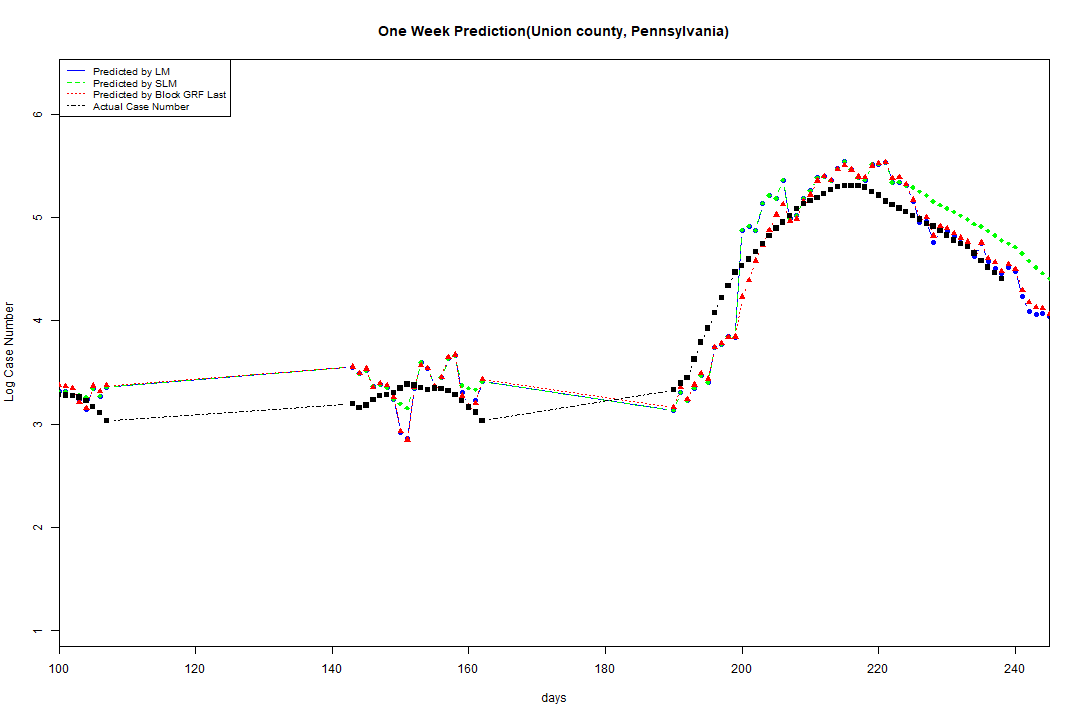 One Week Prediction(Union county, Pennsylvania)
Predicted by LM
Predicted by SLM
Predicted by Block GRF Last
Actual Case Number
6
5
4
3
2
1
Log Case Number
100 120 140 160 180 200 220 240
days